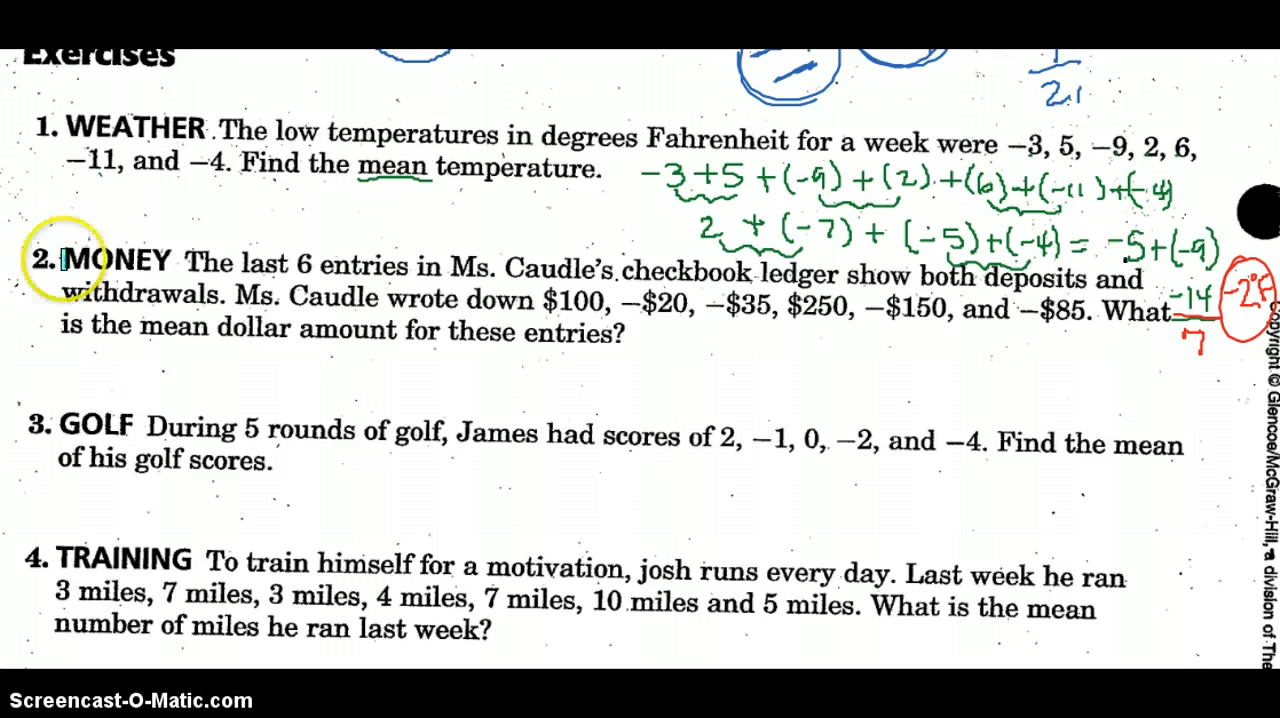 Exercises
2.1
1. WEATHER The low temperatures in degrees Fahrenheit for a week were −3, 5, −9, 2, 6,
−11, and −4. Find the mean temperature.
−3+5 +(−9) +(2) +(6)+(−11)+(−4)
2 + (−7) + (−5)+(−4) = −5+(−9)
2. MONEY The last 6 entries in Ms. Caudle's checkbook ledger show both deposits and
withdrawals. Ms. Caudle wrote down $100, −$20, −$35, $250, −$150, and −$85. What
is the mean dollar amount for these entries?
−14
7
−2°F
3. GOLF During 5 rounds of golf, James had scores of 2, −1, 0, −2, and −4. Find the mean
of his golf scores.
4. TRAINING To train himself for a motivation, josh runs every day. Last week he ran
3 miles, 7 miles, 3 miles, 4 miles, 7 miles, 10 miles and 5 miles. What is the mean
number of miles he ran last week?
Copyright © Glencoe/McGraw-Hill, a division of The
Screencast-O-Matic.com